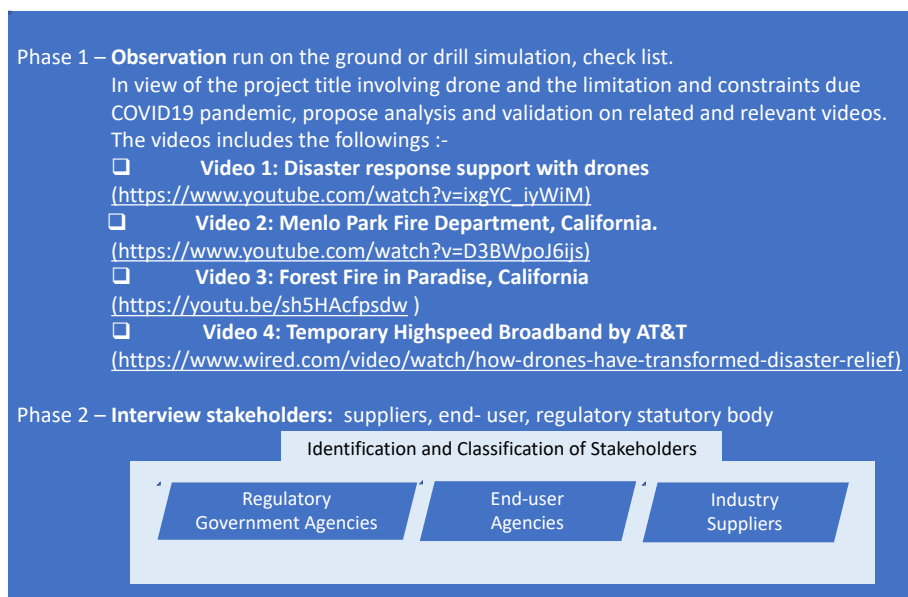 Phase 1 – Observation run on the ground or drill simulation, check list.
In view of the project title involving drone and the limitation and constraints due
COVID19 pandemic, propose analysis and validation on related and relevant videos.
The videos includes the followings :-
❑ Video 1: Disaster response support with drones
(https://www.youtube.com/watch?v=ixgYC_iyWiM)
❑ Video 2: Menlo Park Fire Department, California.
(https://www.youtube.com/watch?v=D3BWpoJ6ijs)
❑ Video 3: Forest Fire in Paradise, California
(https://youtu.be/sh5HAcfpsdw )
❑ Video 4: Temporary Highspeed Broadband by AT&T
(https://www.wired.com/video/watch/how-drones-have-transformed-disaster-relief)
Phase 2 – Interview stakeholders: suppliers, end- user, regulatory statutory body
Identification and Classification of Stakeholders
Regulatory
Government Agencies
End-user
Agencies
Industry
Suppliers